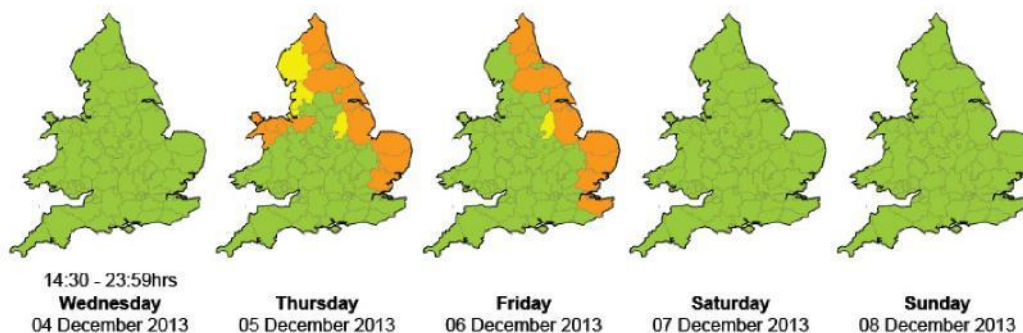 14:30 - 23:59hrs
Wednesday
04 December 2013
Thursday
05 December 2013
Friday
06 December 2013
Saturday
07 December 2013
Sunday
08 December 2013